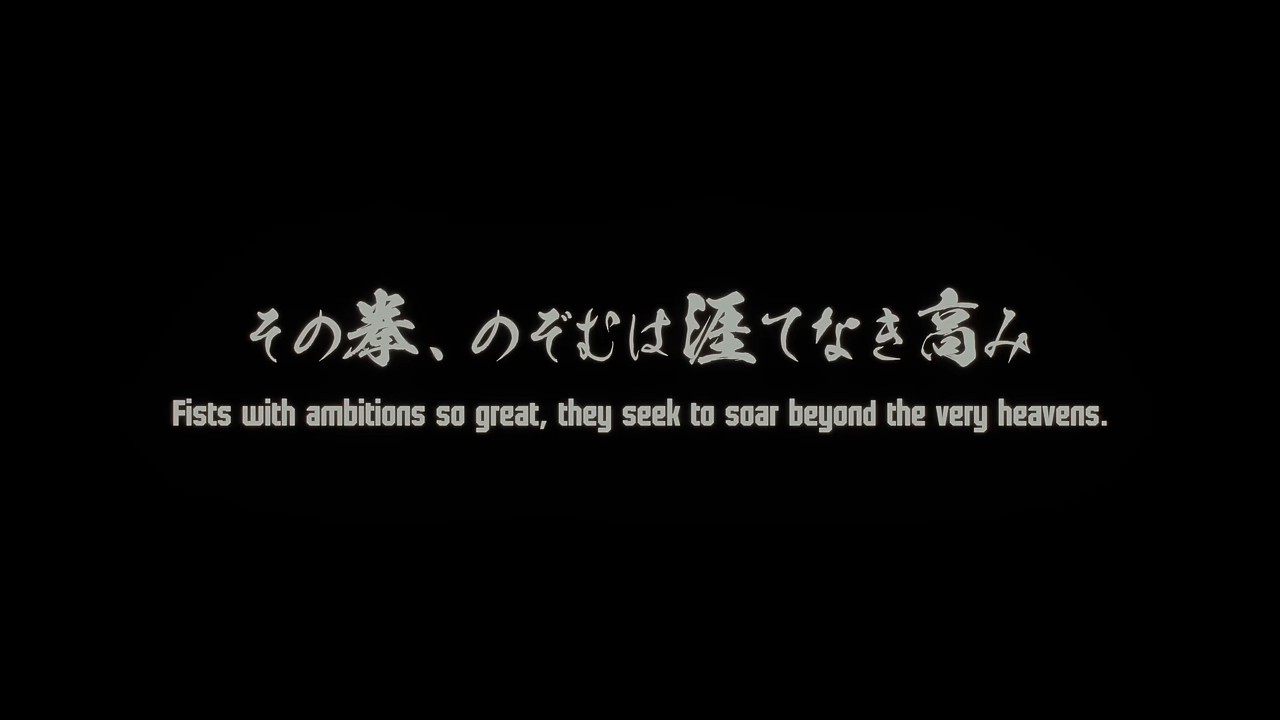 その拳、のぞむは涯てなき高み
Fists with ambitions so great, they seek to soar beyond the very heavens.